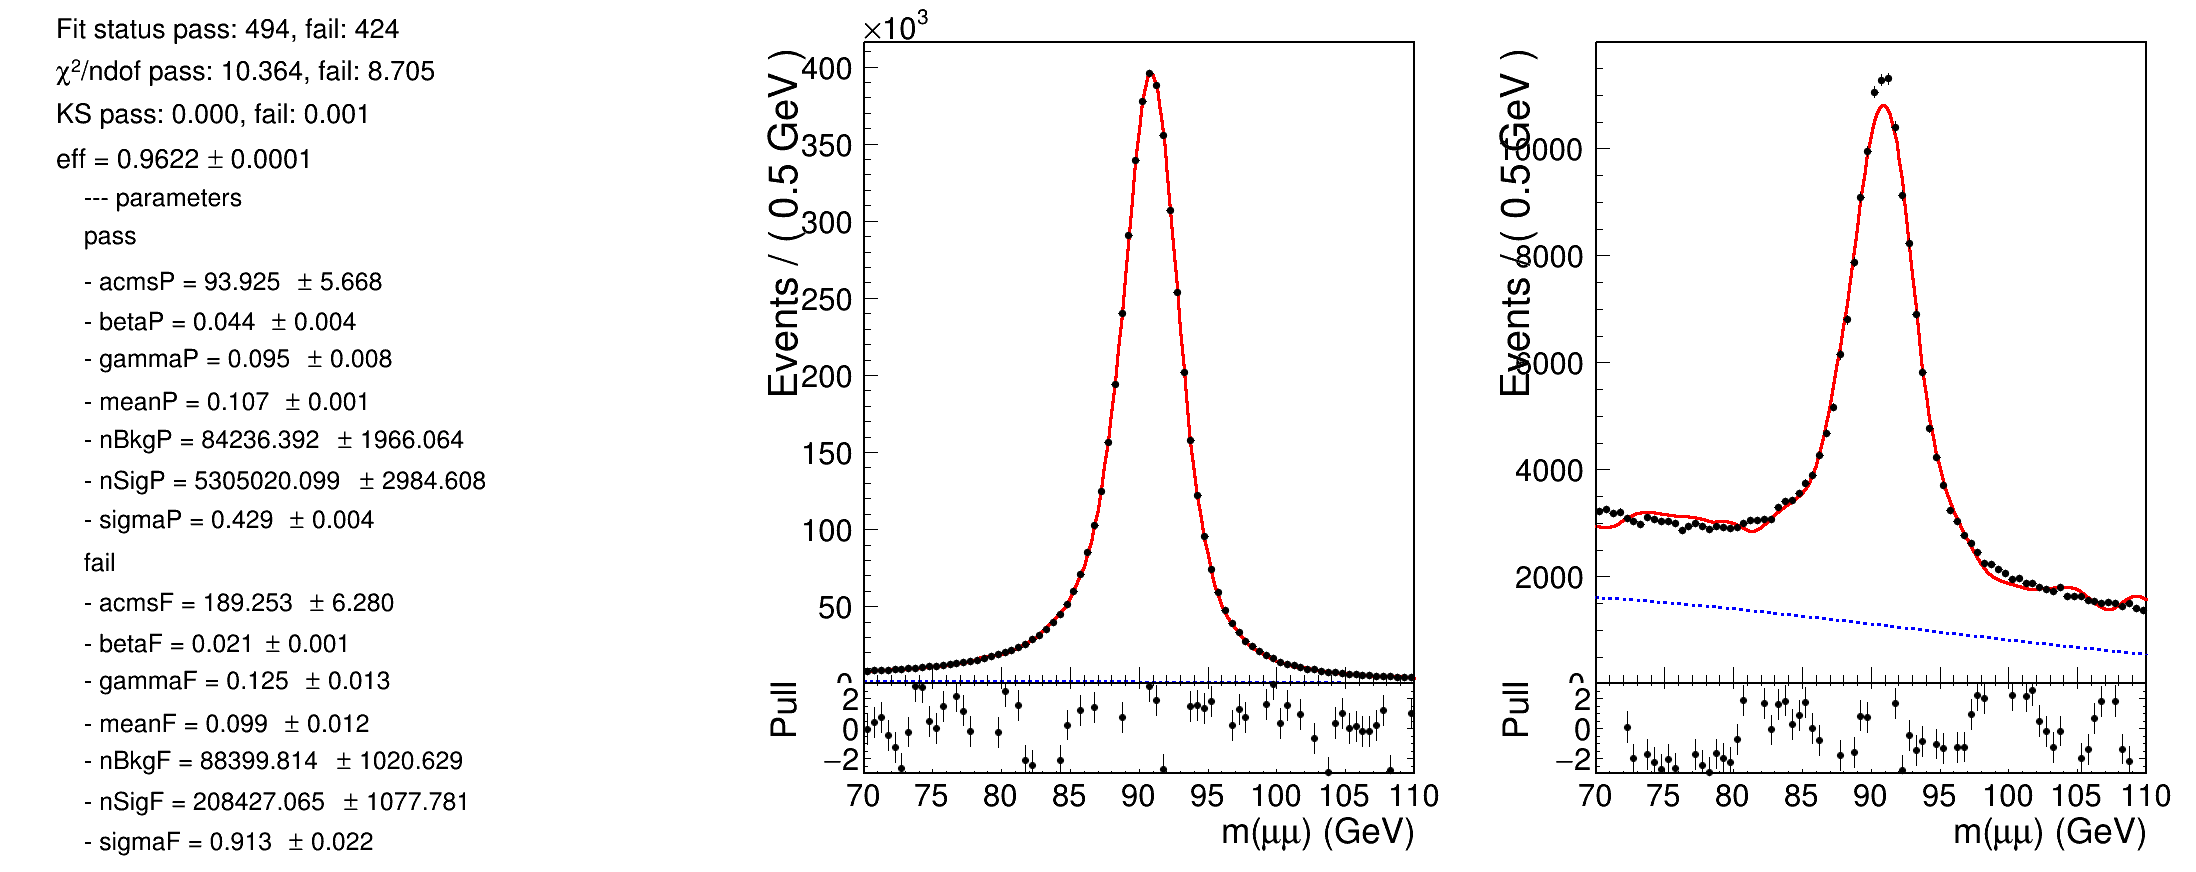 Fit status pass: 494, fail: 424
χ²/ndof pass: 10.364, fail: 8.705
KS pass: 0.000, fail: 0.001
eff = 0.9622 ± 0.0001
--- parameters
pass
- acmsP = 93.925 ± 5.668
- betaP = 0.044 ± 0.004
- gammaP = 0.095 ± 0.008
- meanP = 0.107 ± 0.001
- nBkgP = 84236.392 ± 1966.064
- nSigP = 5305020.099 ± 2984.608
- sigmaP = 0.429 ± 0.004
fail
- acmsF = 189.253 ± 6.280
- betaF = 0.021 ± 0.001
- gammaF = 0.125 ± 0.013
- meanF = 0.099 ± 0.012
- nBkgF = 88399.814 ± 1020.629
- nSigF = 208427.065 ± 1077.781
- sigmaF = 0.913 ± 0.022
×10³
Events / ( 0.5 GeV )
400
350
300
250
200
150
100
50
0
Pull
2
0
−2
70 75 80 85 90 95 100 105 110
m(μμ) (GeV)
Events / ( 0.5 GeV )
10000
8000
6000
4000
2000
0
Pull
2
0
−2
70 75 80 85 90 95 100 105 110
m(μμ) (GeV)